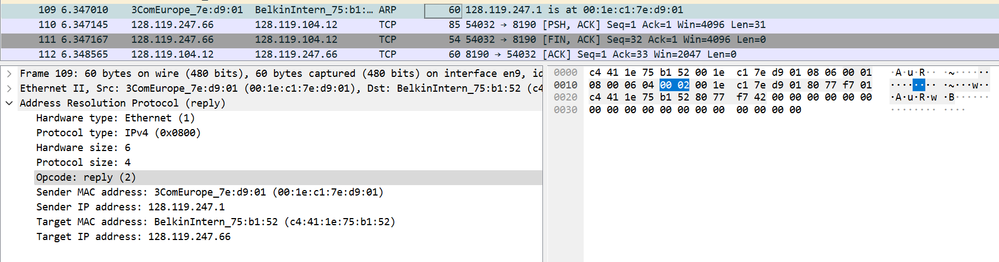 109 6.347010 3ComEurope_7e:d9:01 BelkinIntern_75:b1:… ARP 60 128.119.247.1 is at 00:1e:c1:7e:d9:01
110 6.347145 128.119.247.66 128.119.104.12 TCP 85 54032 → 8190 [PSH, ACK] Seq=1 Ack=1 Win=4096 Len=31
111 6.347167 128.119.247.66 128.119.104.12 TCP 54 54032 → 8190 [FIN, ACK] Seq=32 Ack=1 Win=4096 Len=0
112 6.348565 128.119.104.12 128.119.247.66 TCP 60 8190 → 54032 [ACK] Seq=1 Ack=33 Win=2047 Len=0
Frame 109: 60 bytes on wire (480 bits), 60 bytes captured (480 bits) on interface en9, id
Ethernet II, Src: 3ComEurope_7e:d9:01 (00:1e:c1:7e:d9:01), Dst: BelkinIntern_75:b1:52 (c4
Address Resolution Protocol (reply)
Hardware type: Ethernet (1)
Protocol type: IPv4 (0x0800)
Hardware size: 6
Protocol size: 4
Opcode: reply (2)
Sender MAC address: 3ComEurope_7e:d9:01 (00:1e:c1:7e:d9:01)
Sender IP address: 128.119.247.1
Target MAC address: BelkinIntern_75:b1:52 (c4:41:1e:75:b1:52)
Target IP address: 128.119.247.66
0000 c4 41 1e 75 b1 52 00 1e c1 7e d9 01 08 06 00 01 ·A·u·R·· ·~······
0010 08 00 06 04 00 02 00 1e c1 7e d9 01 80 77 f7 01 ········ ·~···w··
0020 c4 41 1e 75 b1 52 80 77 f7 42 00 00 00 00 00 00 ·A·u·R·w ·B······
0030 00 00 00 00 00 00 00 00 00 00 00 00 ········ ····